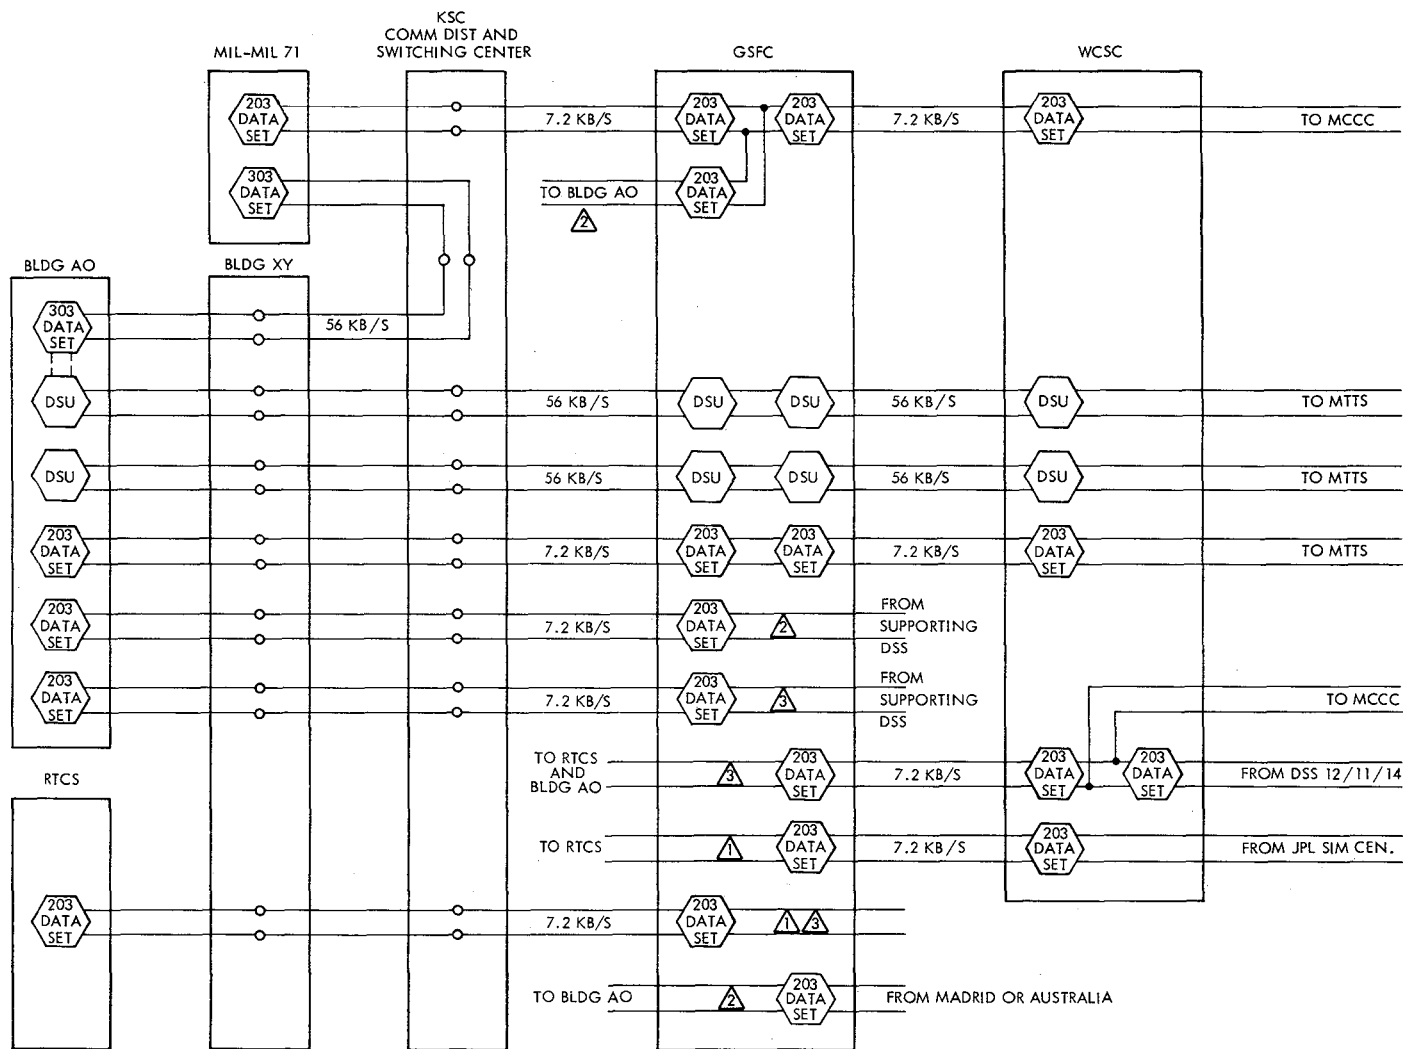 KSC
COMM DIST AND
SWITCHING CENTER
MIL-MIL 71
GSFC
WCSC
203
DATA
SET
7.2 KB/S
203
DATA
SET
203
DATA
SET
7.2 KB/S
203
DATA
SET
TO MCCC
303
DATA
SET
TO BLDG AO
2
203
DATA
SET
BLDG AO
BLDG XY
303
DATA
SET
56 KB/S
DSU
56 KB/S
DSU
DSU
56 KB/S
DSU
TO MTTS
DSU
56 KB/S
DSU
DSU
56 KB/S
DSU
TO MTTS
203
DATA
SET
7.2 KB/S
203
DATA
SET
203
DATA
SET
7.2 KB/S
203
DATA
SET
TO MTTS
203
DATA
SET
7.2 KB/S
203
DATA
SET
2
FROM
SUPPORTING
DSS
203
DATA
SET
7.2 KB/S
203
DATA
SET
3
FROM
SUPPORTING
DSS
TO MCCC
RTCS
TO RTCS
AND
BLDG AO
3
203
DATA
SET
7.2 KB/S
203
DATA
SET
203
DATA
SET
FROM DSS 12/11/14
TO RTCS
1
203
DATA
SET
7.2 KB/S
203
DATA
SET
FROM JPL SIM CEN.
203
DATA
SET
7.2 KB/S
203
DATA
SET
1 3
TO BLDG AO
2
203
DATA
SET
FROM MADRID OR AUSTRALIA